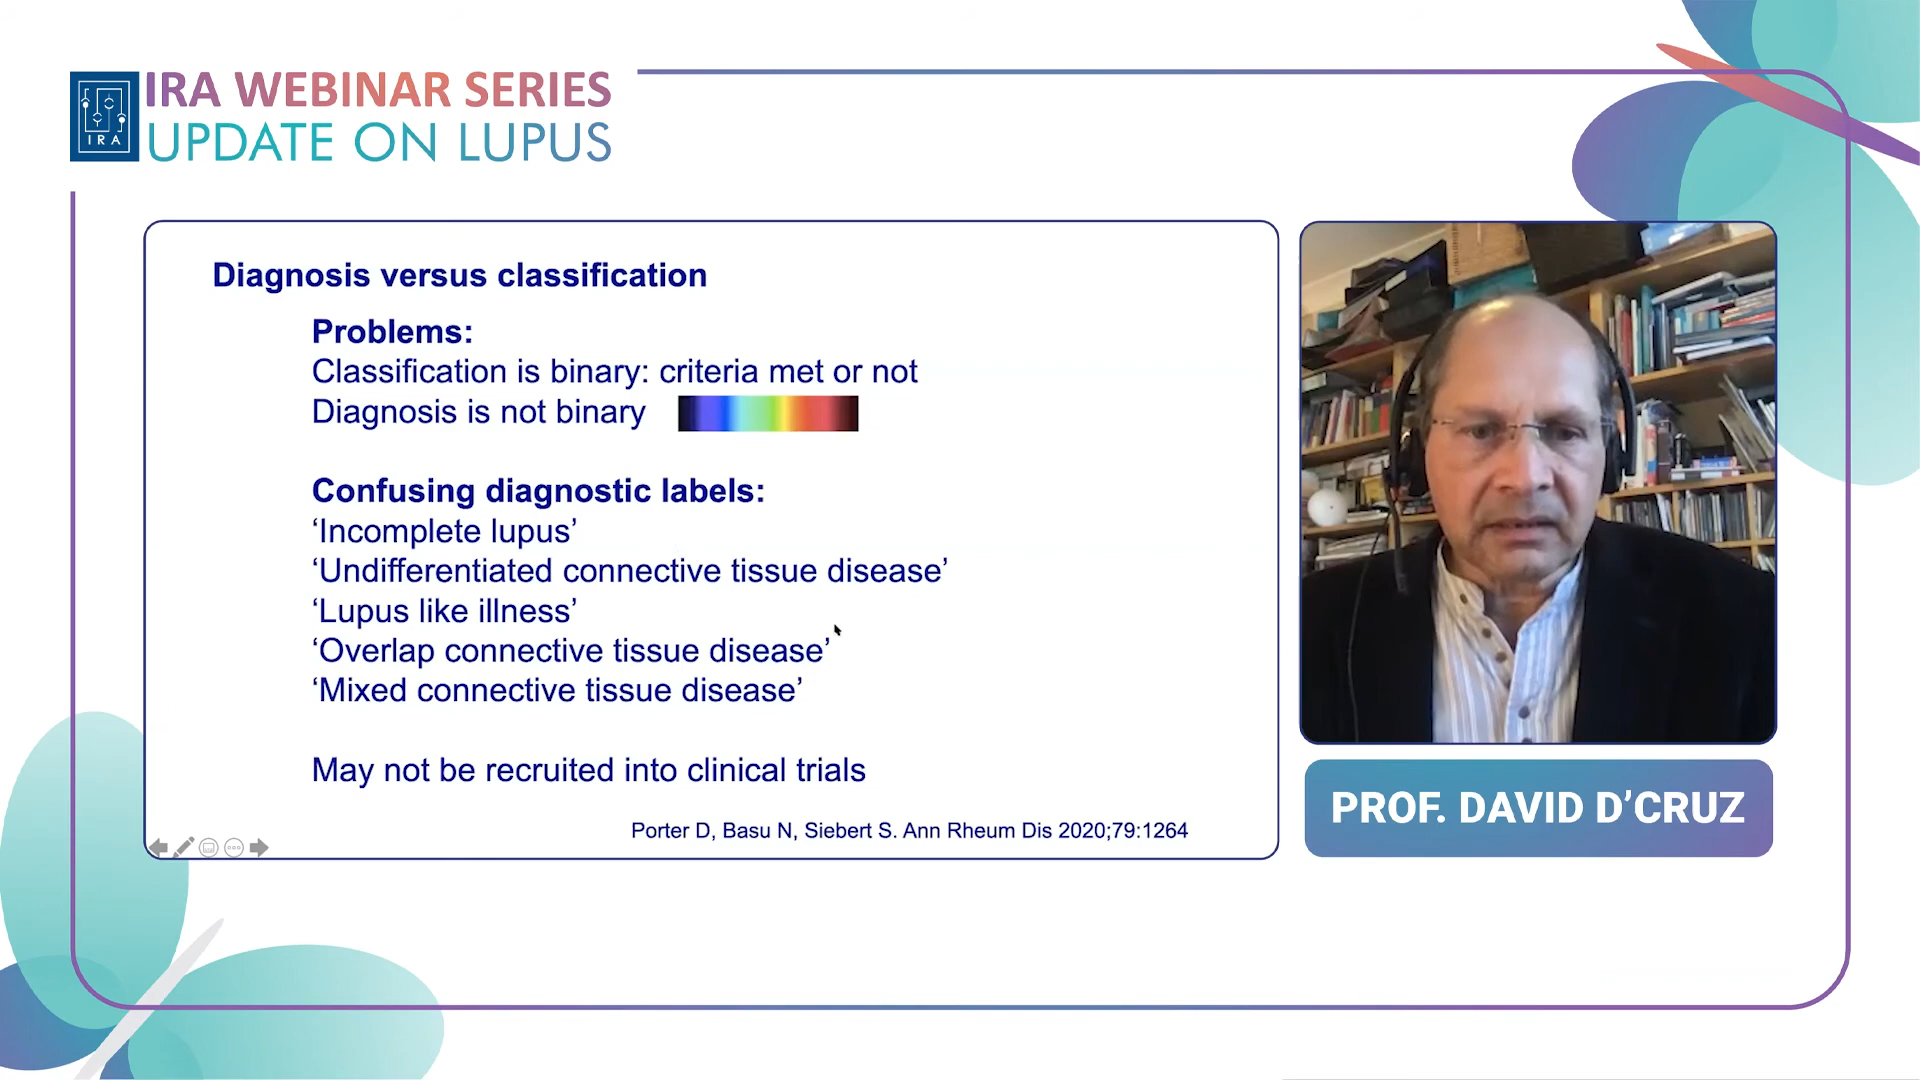 IRA WEBINAR SERIES
UPDATE ON LUPUS
IRA
Diagnosis versus classification
Problems:
Classification is binary: criteria met or not
Diagnosis is not binary
Confusing diagnostic labels:
‘Incomplete lupus’
‘Undifferentiated connective tissue disease’
‘Lupus like illness’
‘Overlap connective tissue disease’
‘Mixed connective tissue disease’
May not be recruited into clinical trials
Porter D, Basu N, Siebert S. Ann Rheum Dis 2020;79:1264
PROF. DAVID D’CRUZ